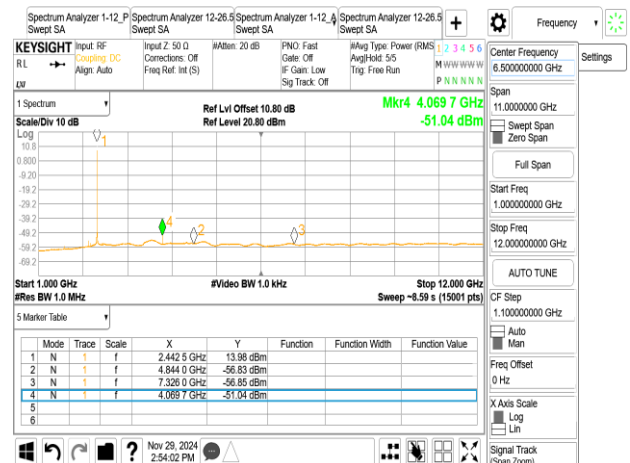 Spectrum Analyzer 1-12_P
Swept SA
Spectrum Analyzer 12-26.5
Swept SA
Spectrum Analyzer 1-12_A
Swept SA
Spectrum Analyzer 12-26.5
Swept SA
+
Frequency
Settings
KEYSIGHT
RL
LXI
Input: RF
Coupling: DC
Align: Auto
Input Z: 50 Ω
Corrections: Off
Freq Ref: Int (S)
#Atten: 20 dB
PNO: Fast
Gate: Off
IF Gain: Low
Sig Track: Off
#Avg Type: Power (RMS
Avg|Hold: 5/5
Trig: Free Run
1 2 3 4 5 6
M W W W W W
P N N N N N
1 Spectrum
Scale/Div 10 dB
Ref Lvl Offset 10.80 dB
Ref Level 20.80 dBm
Mkr4 4.069 7 GHz
-51.04 dBm
Log
10.8
0.800
-9.20
-19.2
-29.2
-39.2
-49.2
-59.2
-69.2
1
4
2
3
Start 1.000 GHz
#Res BW 1.0 MHz
#Video BW 1.0 kHz
Stop 12.000 GHz
Sweep ~8.59 s (15001 pts)
5 Marker Table
Mode Trace Scale X Y Function Function Width Function Value
1 N 1 f 2.442 5 GHz 13.98 dBm
2 N 1 f 4.844 0 GHz -56.83 dBm
3 N 1 f 7.326 0 GHz -56.85 dBm
4 N 1 f 4.069 7 GHz -51.04 dBm
5
6
Nov 29, 2024
2:54:02 PM
Center Frequency
6.500000000 GHz
Span
11.0000000 GHz
Swept Span
Zero Span
Full Span
Start Freq
1.000000000 GHz
Stop Freq
12.000000000 GHz
AUTO TUNE
CF Step
1.100000000 GHz
Auto
Man
Freq Offset
0 Hz
X Axis Scale
Log
Lin
Signal Track
(Span Zoom)